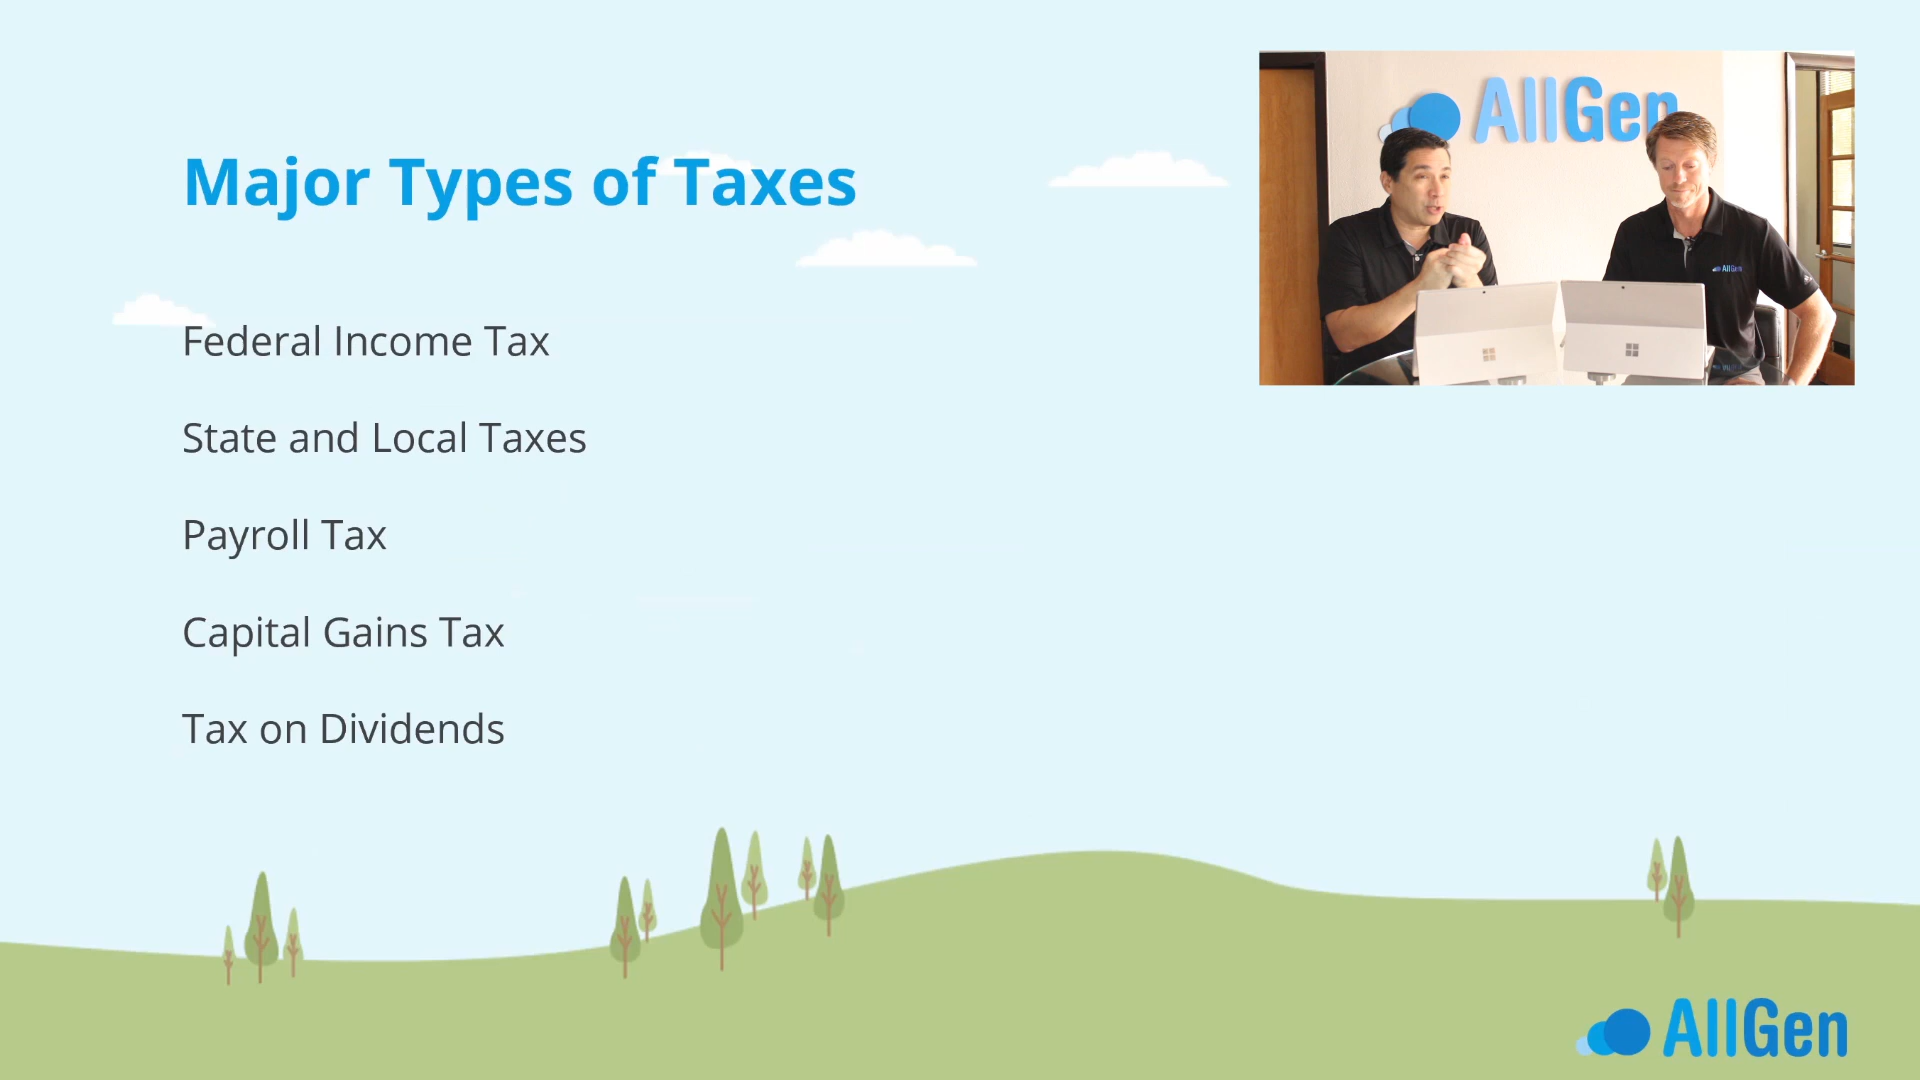 Major Types of Taxes
Federal Income Tax
State and Local Taxes
Payroll Tax
Capital Gains Tax
Tax on Dividends
AllGen
AllGen
AllGen